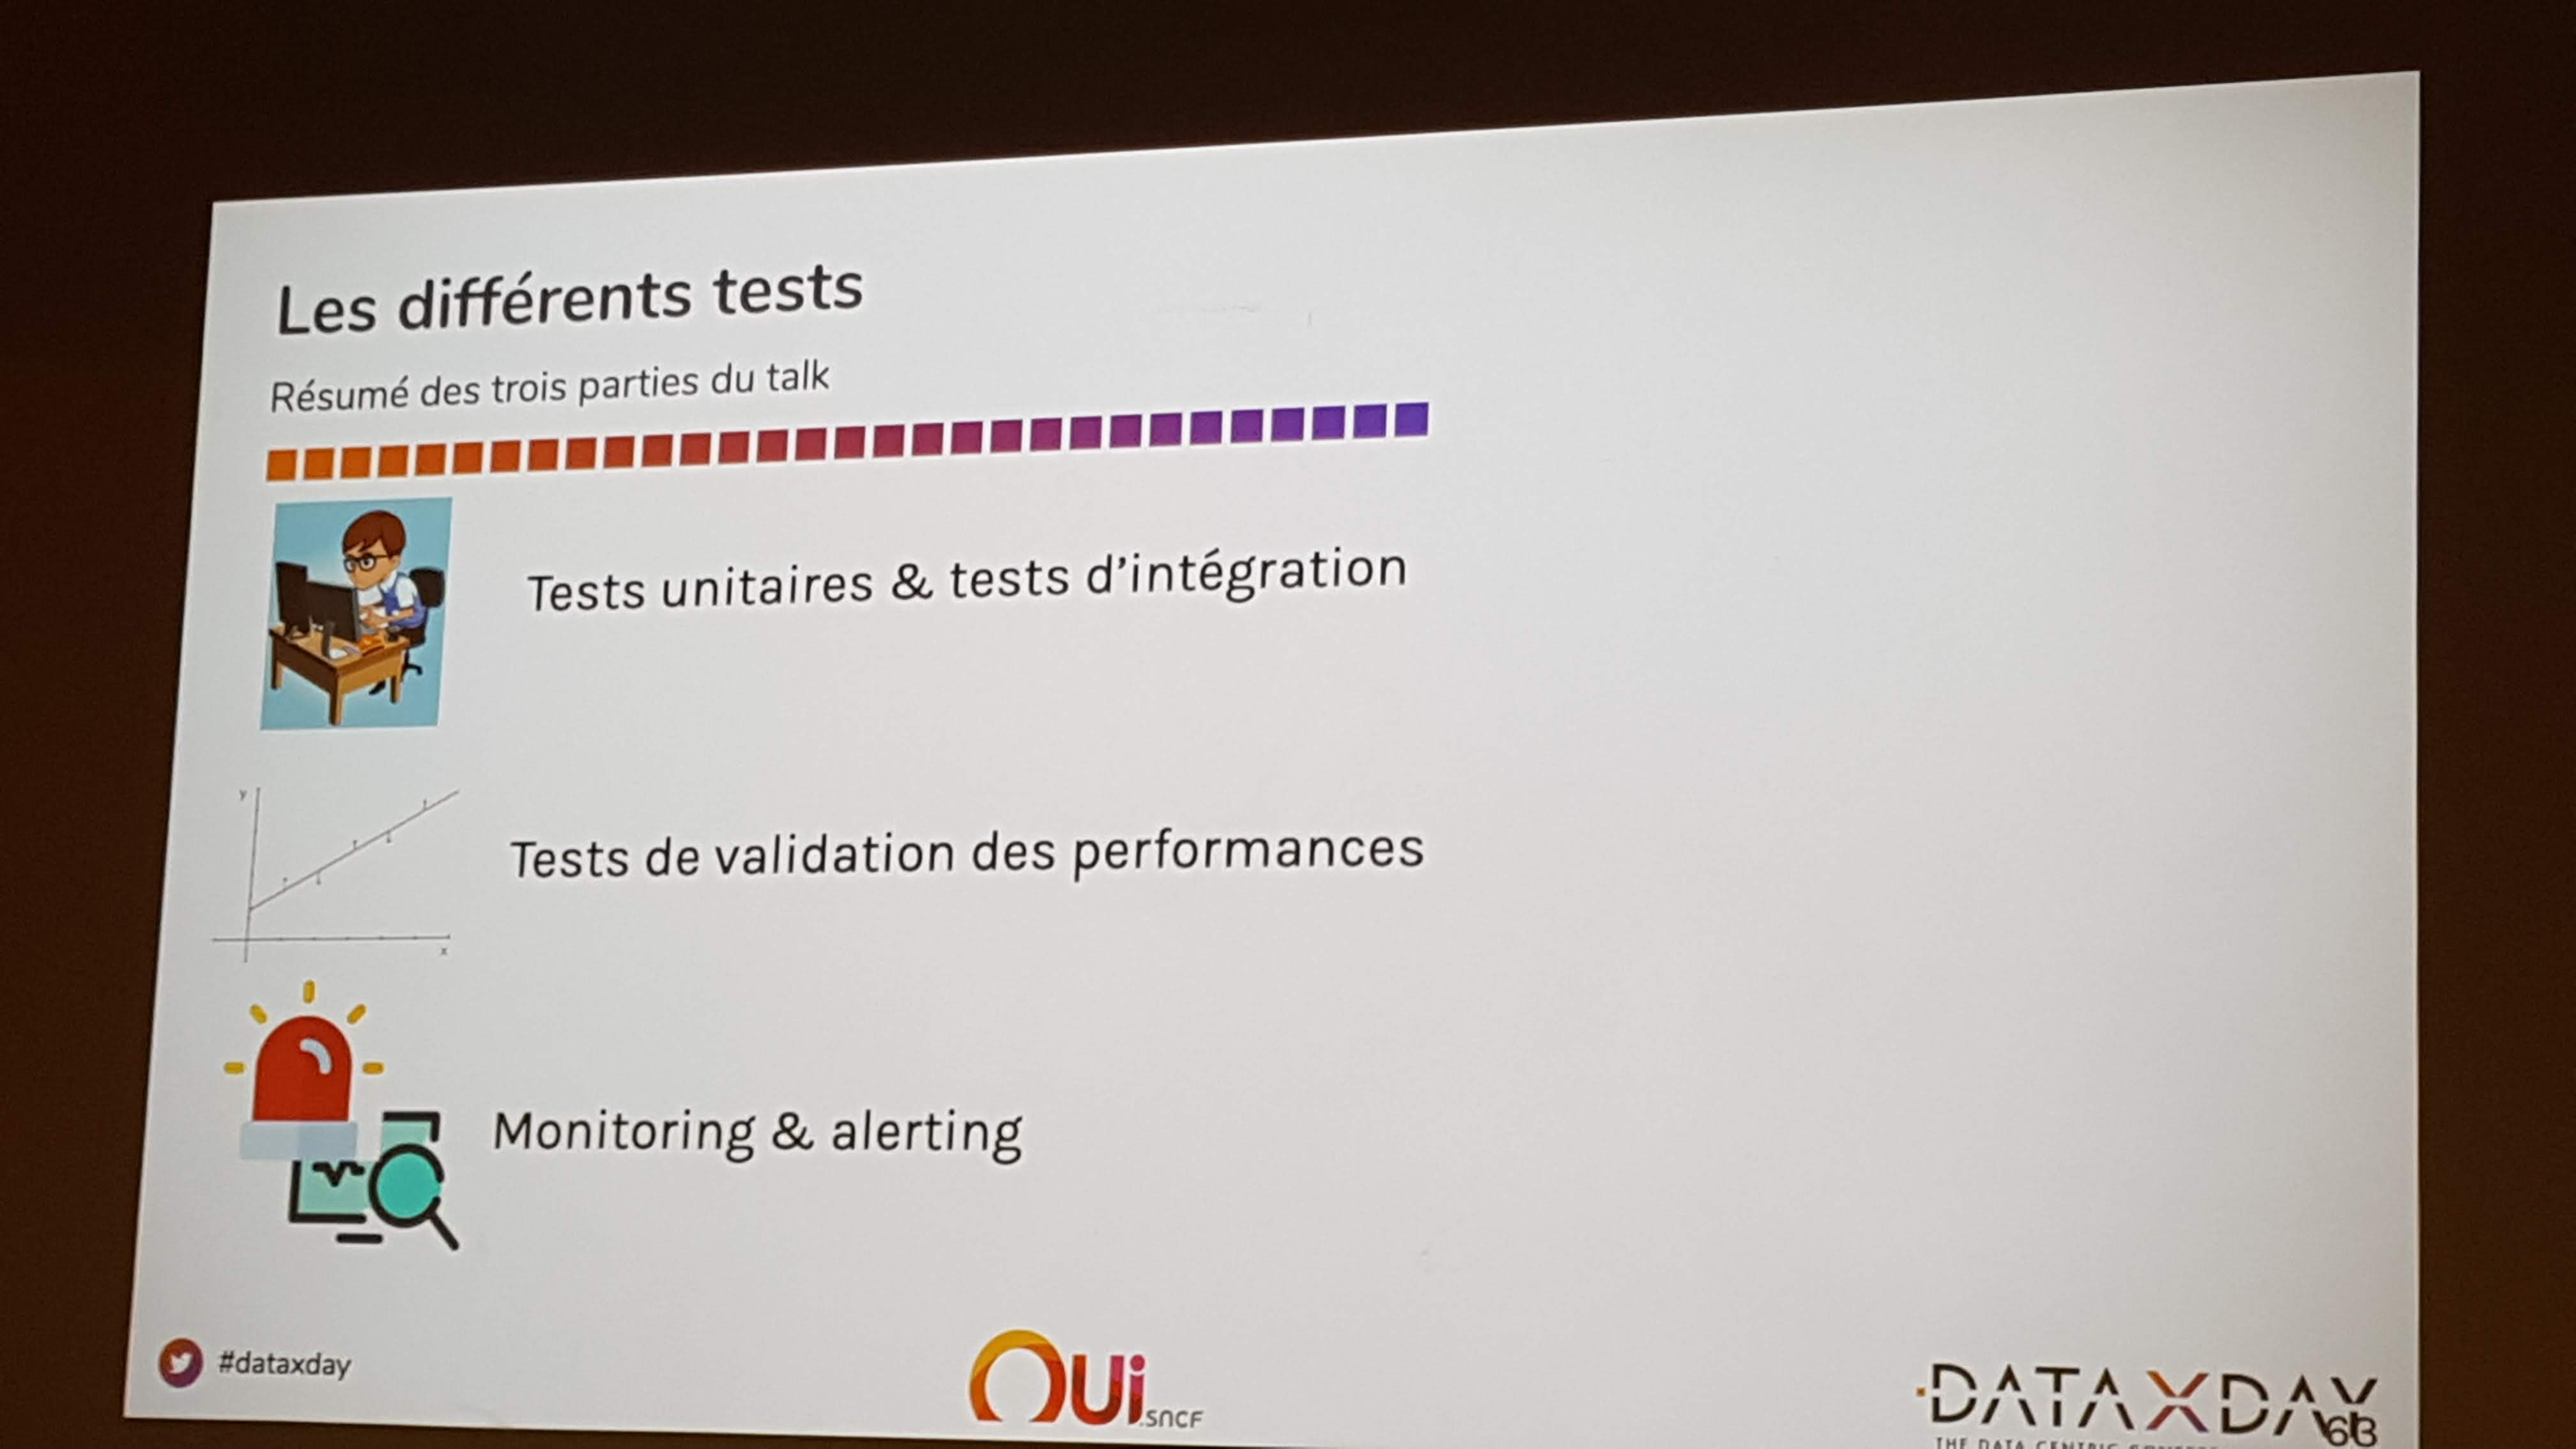 Les différents tests
Résumé des trois parties du talk
Tests unitaires & tests d'intégration
y
x
Tests de validation des performances
Monitoring & alerting
#dataxday
OUi.sncf
DATAXDAY
THE DATA CENTRIC